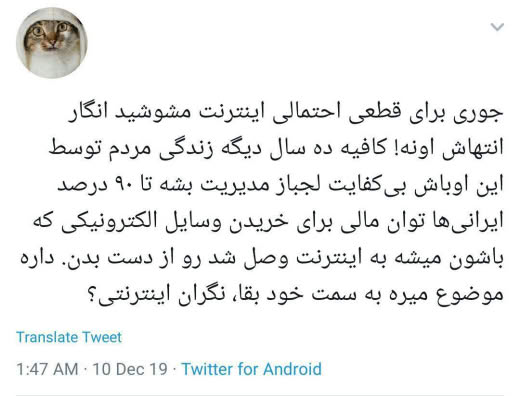 جوری برای قطعی احتمالی اینترنت مشوشید انگار
انتهاش اونه! کافیه ده سال دیگه زندگی مردم توسط
این اوباش بی‌کفایت لجباز مدیریت بشه تا ۹۰ درصد
ایرانی‌ها توان مالی برای خریدن وسایل الکترونیکی که
باشون میشه به اینترنت وصل شد رو از دست بدن. داره
موضوع میره به سمت خود بقا، نگران اینترنتی؟
Translate Tweet
1:47 AM · 10 Dec 19 · Twitter for Android